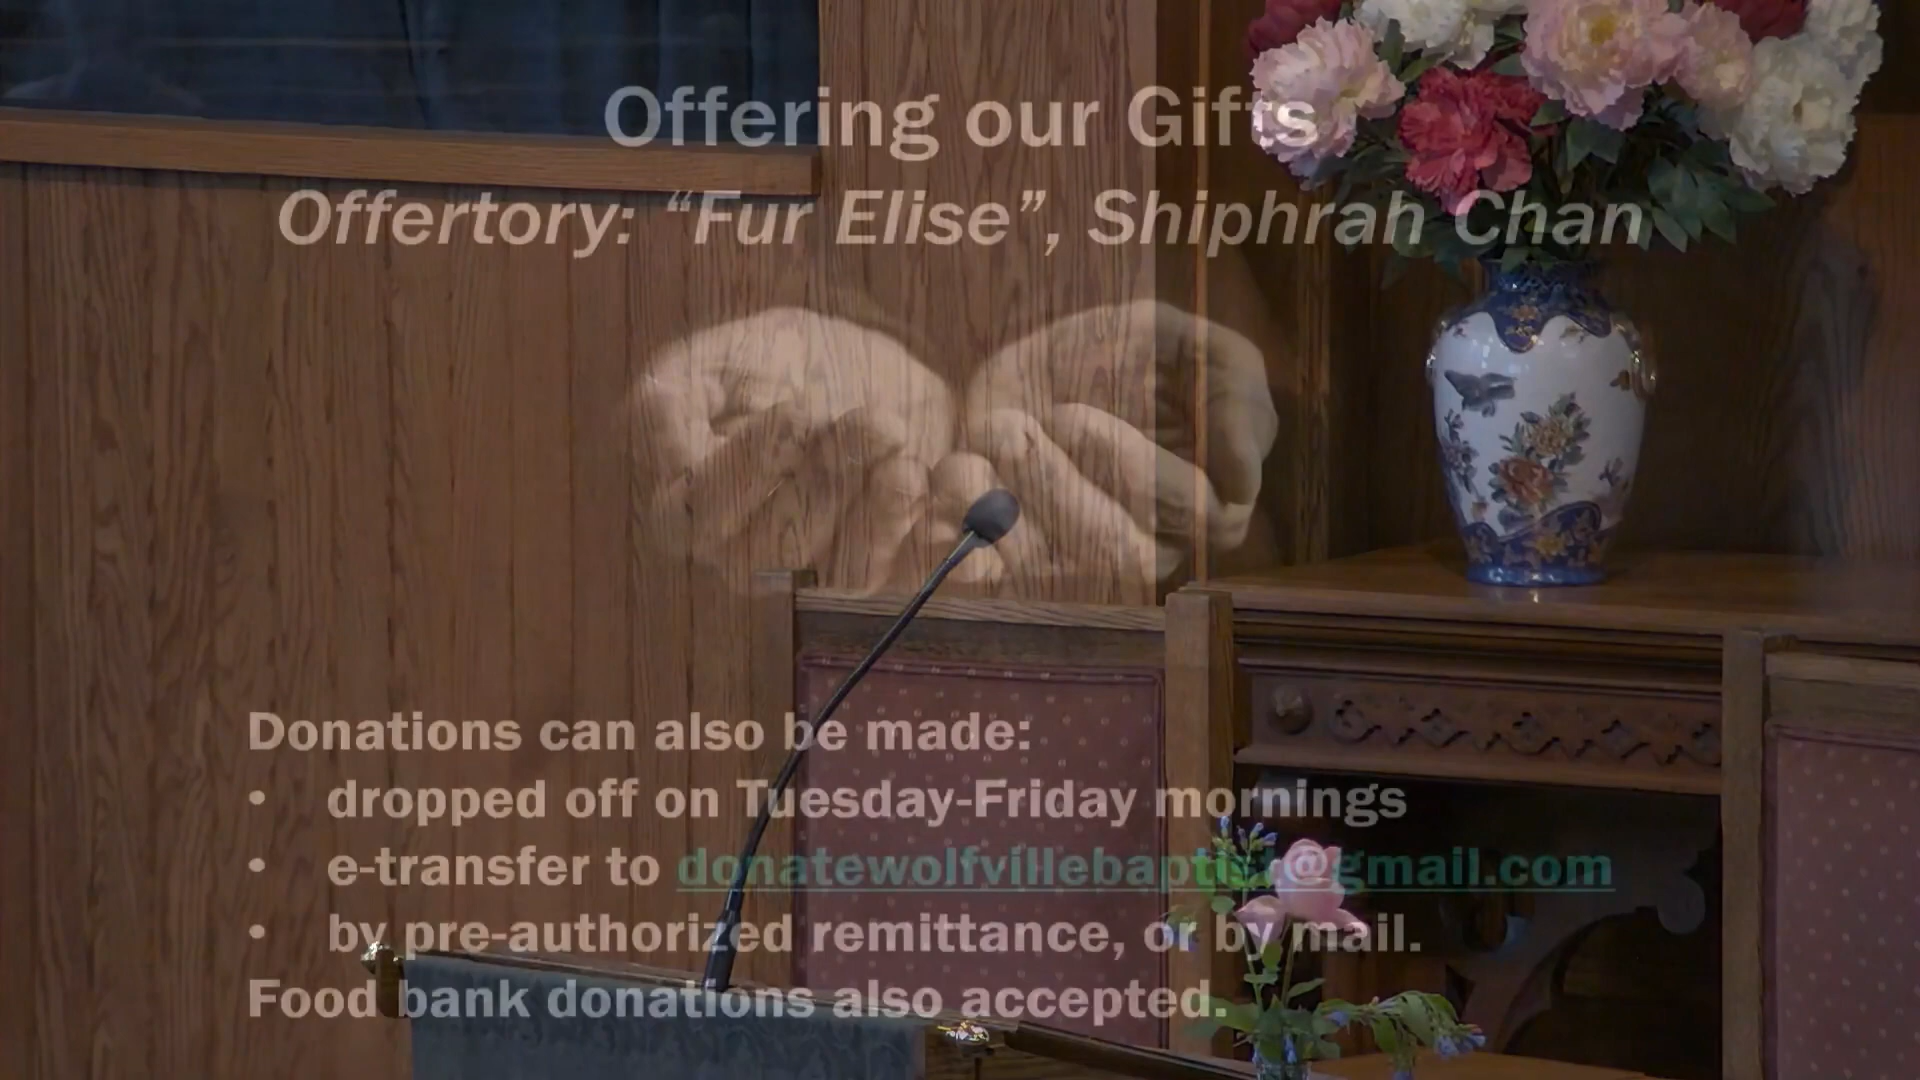 Offering our Gifts
Offertory: “Fur Elise”, Shiphrah Chan
Donations can also be made:
• dropped off on Tuesday-Friday mornings
• e-transfer to donatewolfvillebaptist@gmail.com
• by pre-authorized remittance, or by mail.
Food bank donations also accepted.